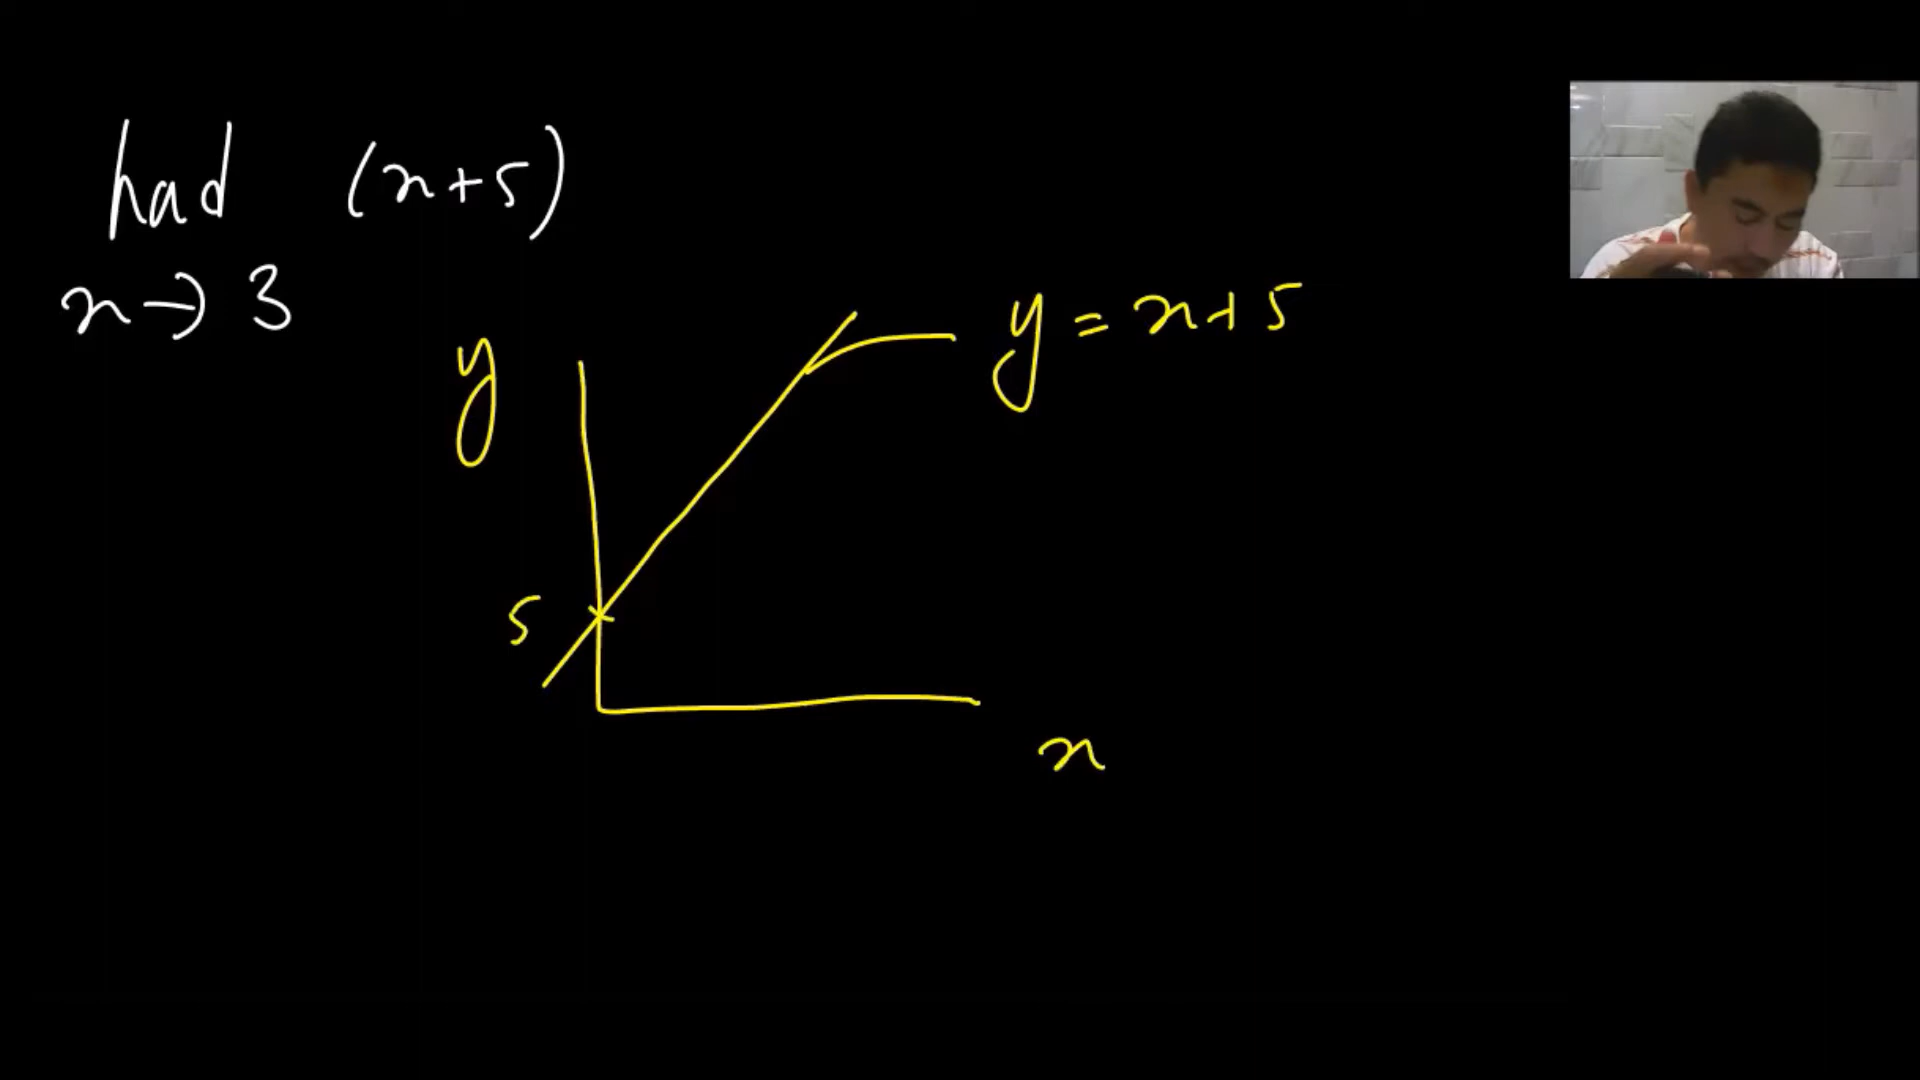 had (x+5)
x→3
y
y = x+5
5
x